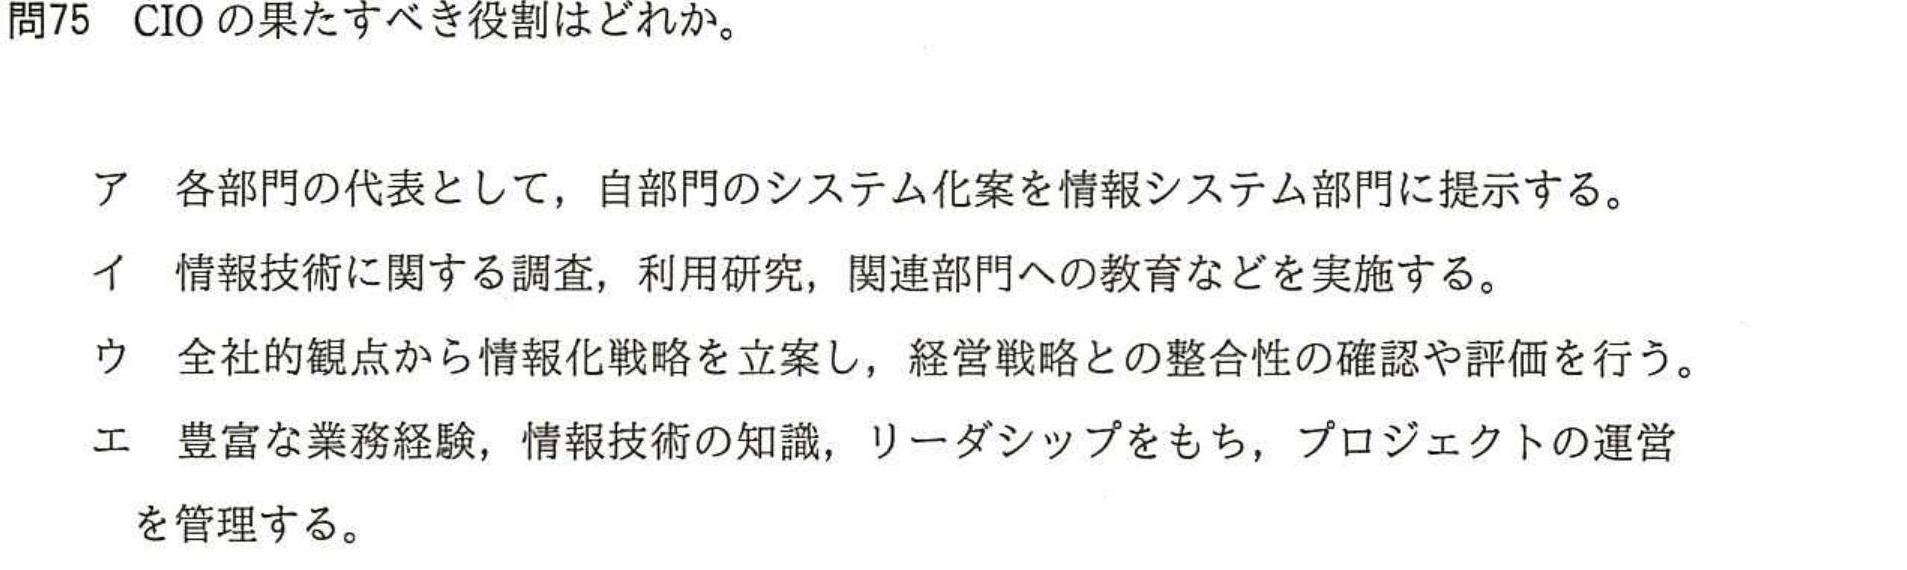 問75 CIO の果たすべき役割はどれか。
ア 各部門の代表として，自部門のシステム化案を情報システム部門に提示する。
イ 情報技術に関する調査，利用研究，関連部門への教育などを実施する。
ウ 全社的観点から情報化戦略を立案し，経営戦略との整合性の確認や評価を行う。
エ 豊富な業務経験，情報技術の知識，リーダシップをもち，プロジェクトの運営
を管理する。